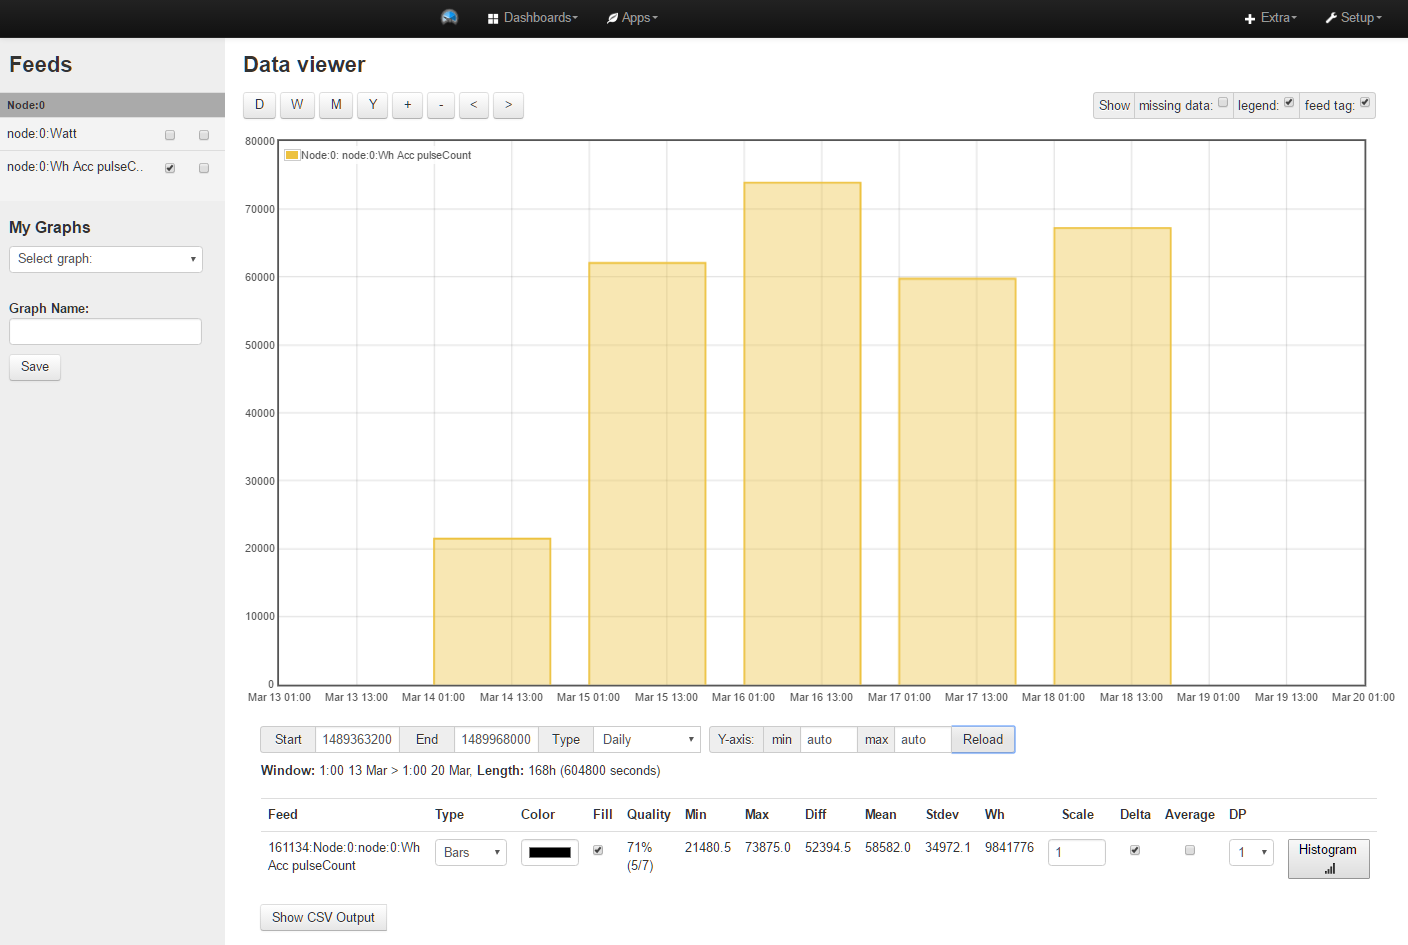 Dashboards Apps Extra Setup
Feeds
Node:0
node:0:Watt
node:0:Wh Acc pulseC..
My Graphs
Select graph:
Graph Name:
Save
Data viewer
D W M Y + - < >
Show missing data: legend: feed tag:
Node:0: node:0:Wh Acc pulseCount
80000
70000
60000
50000
40000
30000
20000
10000
0
Mar 13 01:00 Mar 13 13:00 Mar 14 01:00 Mar 14 13:00 Mar 15 01:00 Mar 15 13:00 Mar 16 01:00 Mar 16 13:00 Mar 17 01:00 Mar 17 13:00 Mar 18 01:00 Mar 18 13:00 Mar 19 01:00 Mar 19 13:00 Mar 20 01:00
Start 1489363200 End 1489968000 Type Daily Y-axis: min auto max auto Reload
Window: 1:00 13 Mar > 1:00 20 Mar, Length: 168h (604800 seconds)
Feed Type Color Fill Quality Min Max Diff Mean Stdev Wh Scale Delta Average DP
161134:Node:0:node:0:Wh Bars 71% 21480.5 73875.0 52394.5 58582.0 34972.1 9841776 1 1 Histogram
Acc pulseCount (5/7)
Show CSV Output